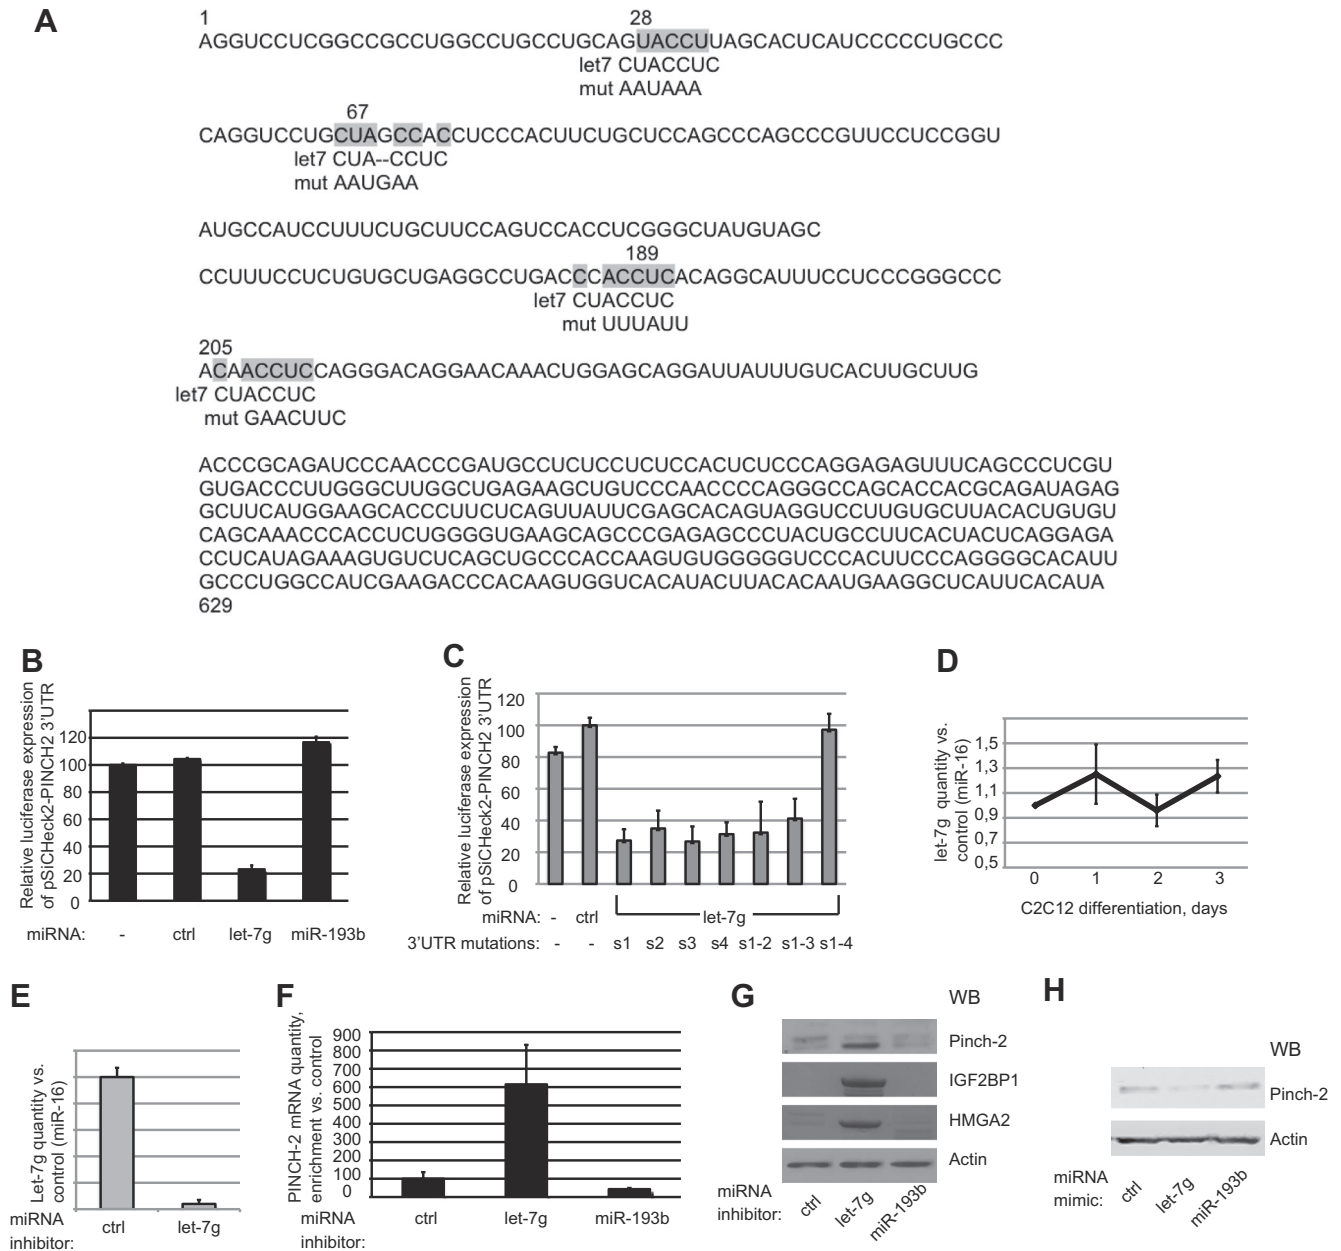 A
1 28
AGGUCCUCGGCCGCCUGGCCUGCCUGCAGUACCUUAGCACUCAUCCCCCUGCCC
let7 CUACCUC
mut AAUAAA
67
CAGGUCCUGCUAGCCACCUCCCACUUCUGCUCCAGCCCAGCCCGUUCCUCCGGU
let7 CUA--CCUC
mut AAUGAA
AUGCCAUCCUUUCUGCUUCCAGUCCACCUCGGGCUAUGUAGC
189
CCUUUCCUCUGUGCUGAGGCCUGACCCACCUCACAGGCAUUUCCUCCCGGGCCC
let7 CUACCUC
mut UUUAUU
205
ACAACCUCCAGGGACAGGAACAAACUGGAGCAGGAUUAUUUGUCACUUGCUUG
let7 CUACCUC
mut GAACUUC
ACCCGCAGAUCCCAACCCGAUGCCUCUCCUCUCCACUCUCCCAGGAGAGUUUCAGCCCUCGU
GUGACCCUUGGGCUUGGCUGAGAAGCUGUCCCAACCCCAGGGCCAGCACCACGCAGAUAGAG
GCUUCAUGGAAGCACCCUUCUCAGUUAUUCGAGCACAGUAGGUCCUUGUGCUUACACUGUGU
CAGCAAACCCACCUCUGGGGUGAAGCAGCCCGAGAGCCCUACUGCCUUCACUACUCAGGAGA
CCUCAUAGAAAGUGUCUCAGCUGCCCACCAAGUGUGGGGGUCCCACUUCCCAGGGGCACAUU
GCCCUGGCCAUCGAAGACCCACAAGUGGUCACAUACUUACACAAUGAAGGCUCAUUCACAUA
629
B
Relative luciferase expression
of pSiCHeck2-PINCH2 3'UTR
120
100
80
60
40
20
0
miRNA: - ctrl let-7g miR-193b
C
Relative luciferase expression
of pSiCHeck2-PINCH2 3'UTR
120
100
80
60
40
20
0
miRNA: - ctrl let-7g
3'UTR mutations: - - s1 s2 s3 s4 s1-2 s1-3 s1-4
D
let-7g quantity vs.
control (miR-16)
1,5
1,3
1,1
0,9
0,7
0,5
0 1 2 3
C2C12 differentiation, days
E
Let-7g quantity vs.
control (miR-16)
miRNA
inhibitor:
ctrl let-7g
F
PINCH-2 mRNA quantity,
enrichment vs. control
900
800
700
600
500
400
300
200
100
0
miRNA
inhibitor:
ctrl let-7g miR-193b
G
WB
Pinch-2
IGF2BP1
HMGA2
Actin
miRNA
inhibitor:
ctrl let-7g miR-193b
H
WB
Pinch-2
Actin
miRNA
mimic:
ctrl let-7g miR-193b